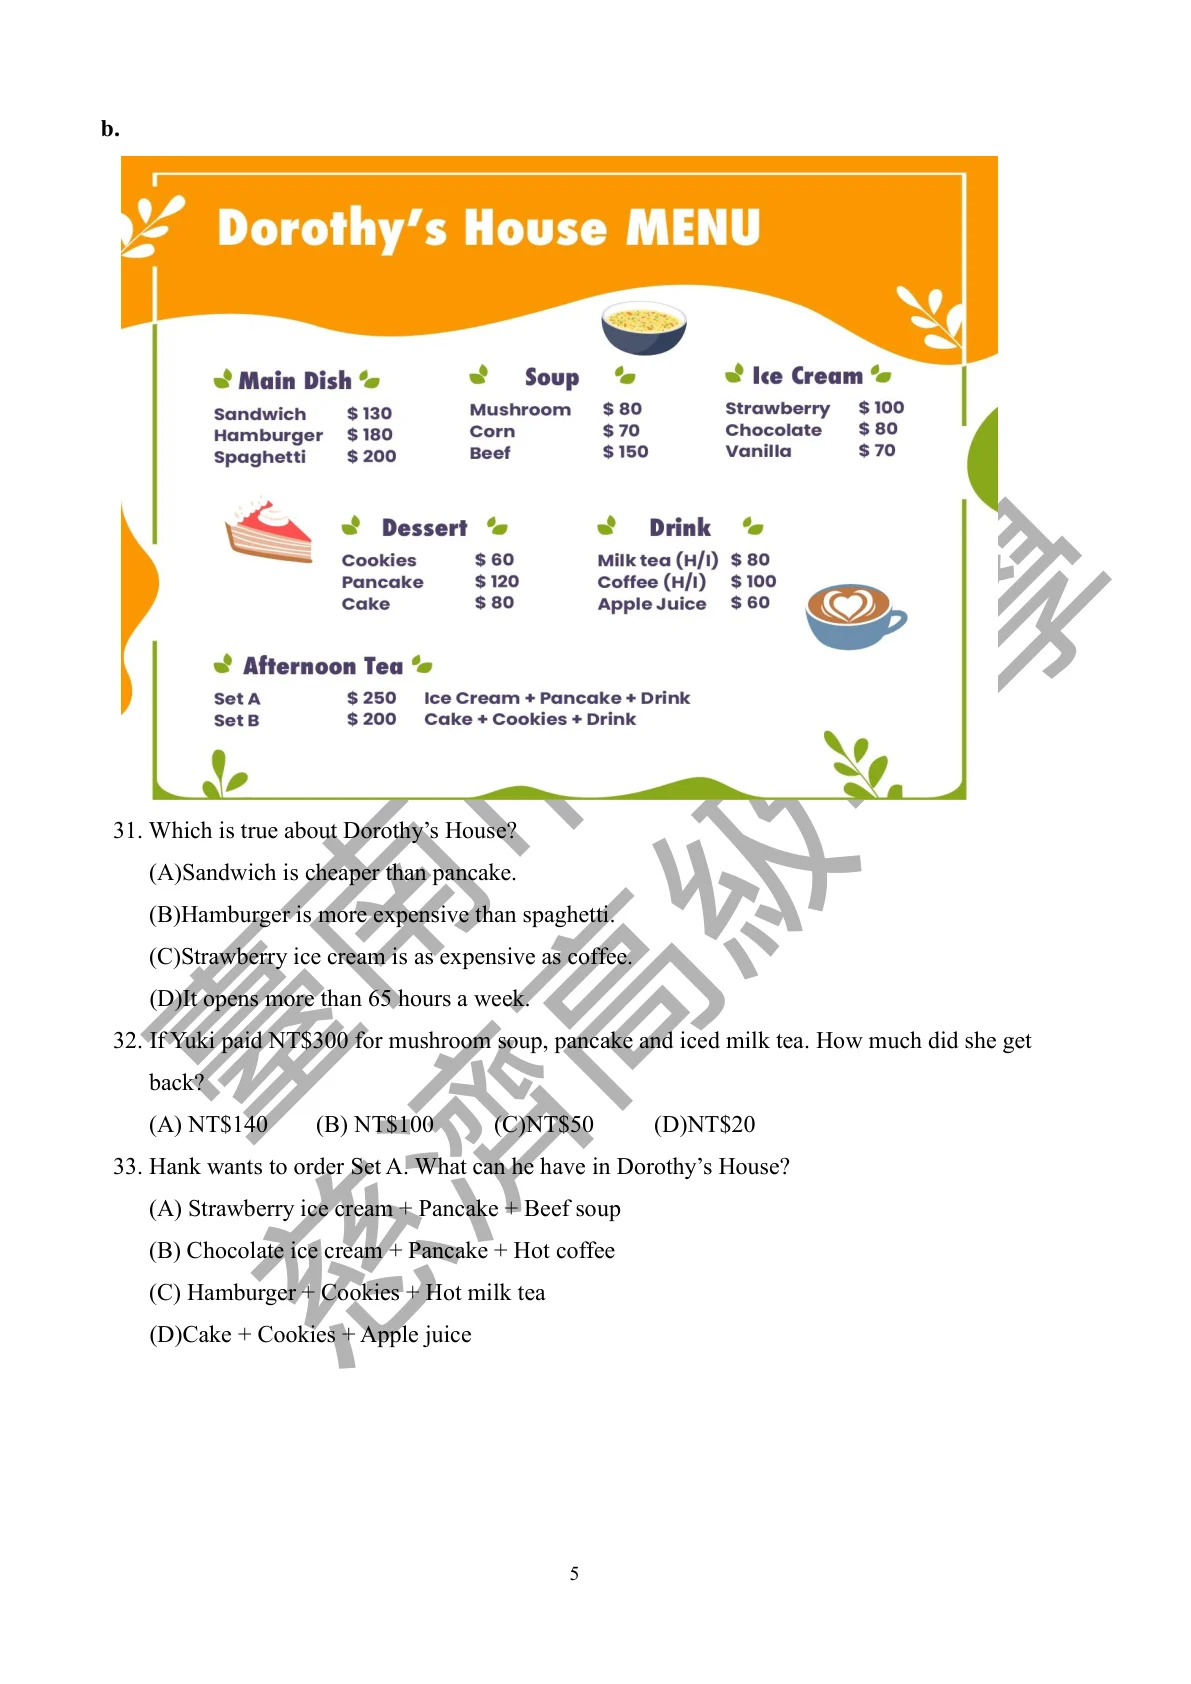 b.
Dorothy's House MENU
Main Dish
Sandwich $ 130
Hamburger $ 180
Spaghetti $ 200
Soup
Mushroom $ 80
Corn $ 70
Beef $ 150
Ice Cream
Strawberry $ 100
Chocolate $ 80
Vanilla $ 70
Dessert
Cookies $ 60
Pancake $ 120
Cake $ 80
Drink
Milk tea (H/I) $ 80
Coffee (H/I) $ 100
Apple Juice $ 60
Afternoon Tea
Set A $ 250 Ice Cream + Pancake + Drink
Set B $ 200 Cake + Cookies + Drink
31. Which is true about Dorothy’s House?
(A)Sandwich is cheaper than pancake.
(B)Hamburger is more expensive than spaghetti.
(C)Strawberry ice cream is as expensive as coffee.
(D)It opens more than 65 hours a week.
32. If Yuki paid NT$300 for mushroom soup, pancake and iced milk tea. How much did she get
back?
(A) NT$140 (B) NT$100 (C)NT$50 (D)NT$20
33. Hank wants to order Set A. What can he have in Dorothy’s House?
(A) Strawberry ice cream + Pancake + Beef soup
(B) Chocolate ice cream + Pancake + Hot coffee
(C) Hamburger + Cookies + Hot milk tea
(D)Cake + Cookies + Apple juice
5
臺南
慈濟高級